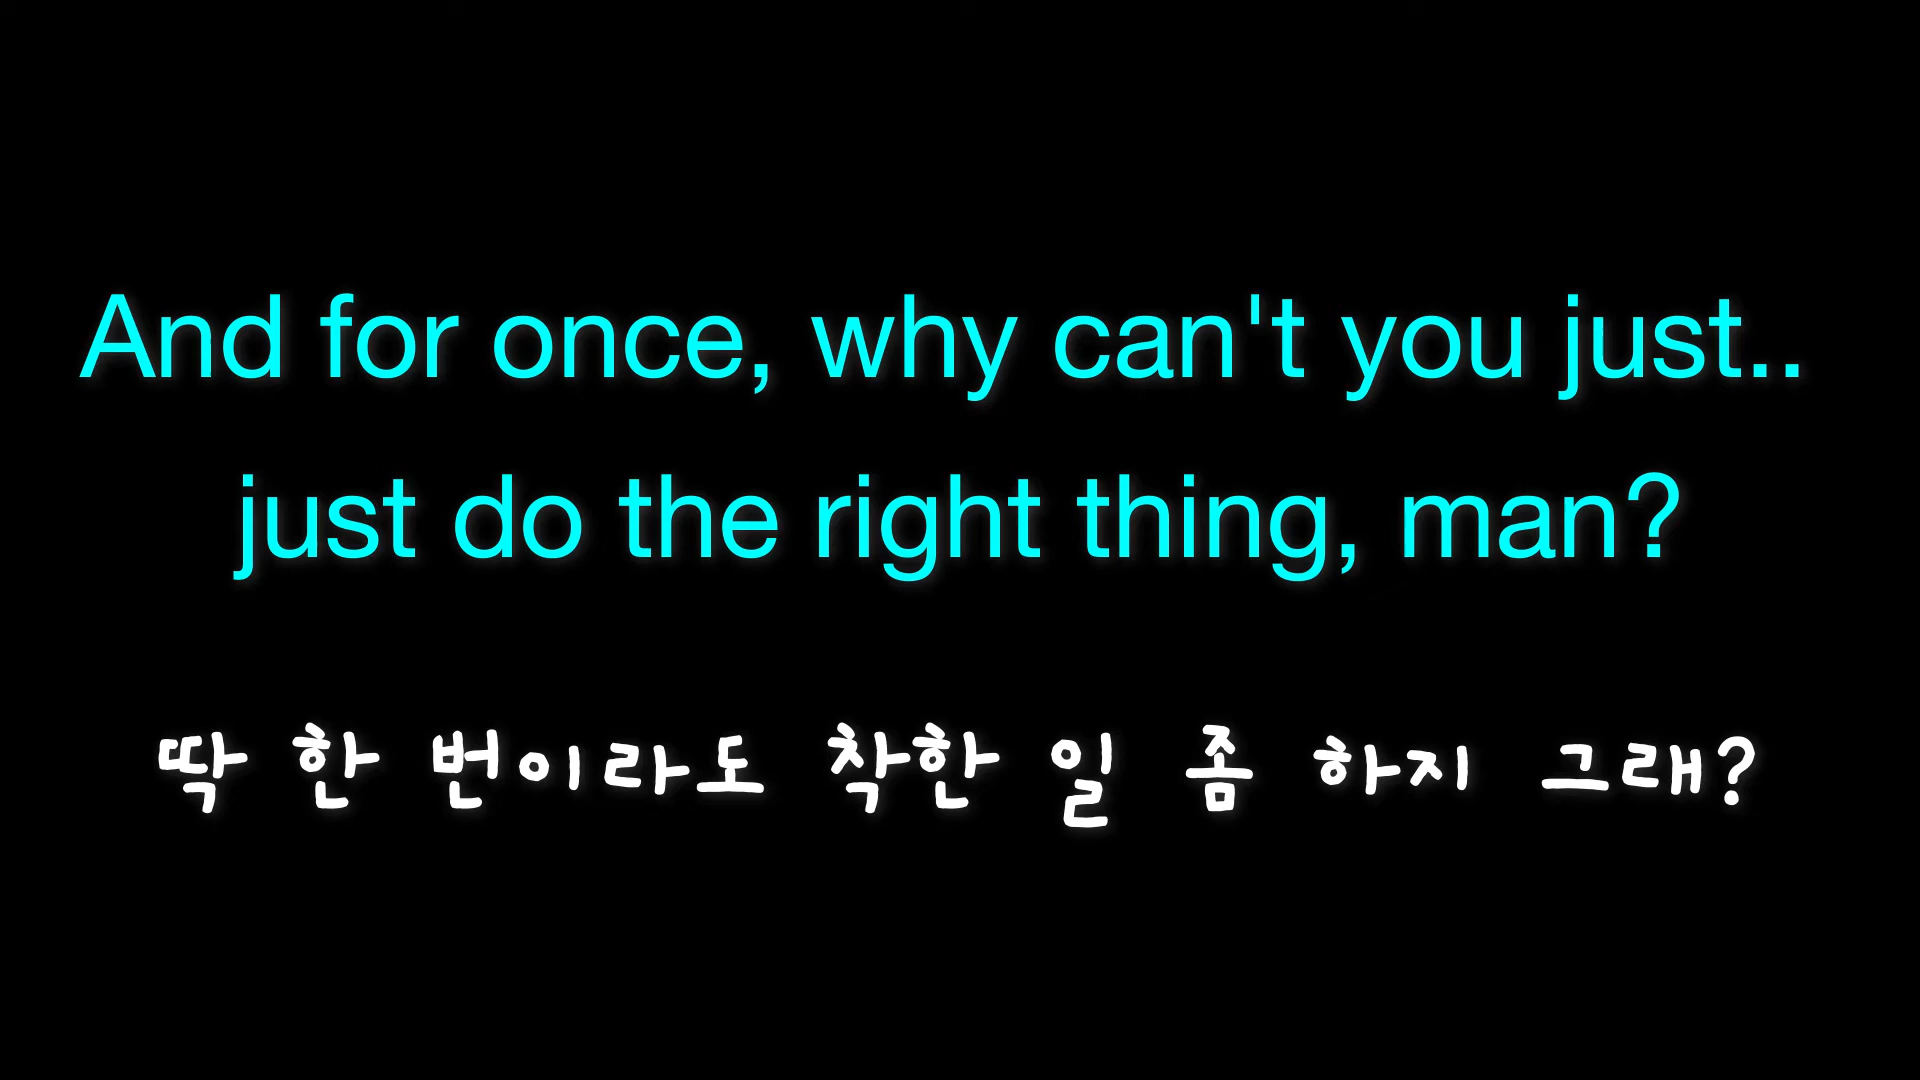 And for once, why can't you just..
just do the right thing, man?
딱 한 번이라도 착한 일 좀 하지 그래?